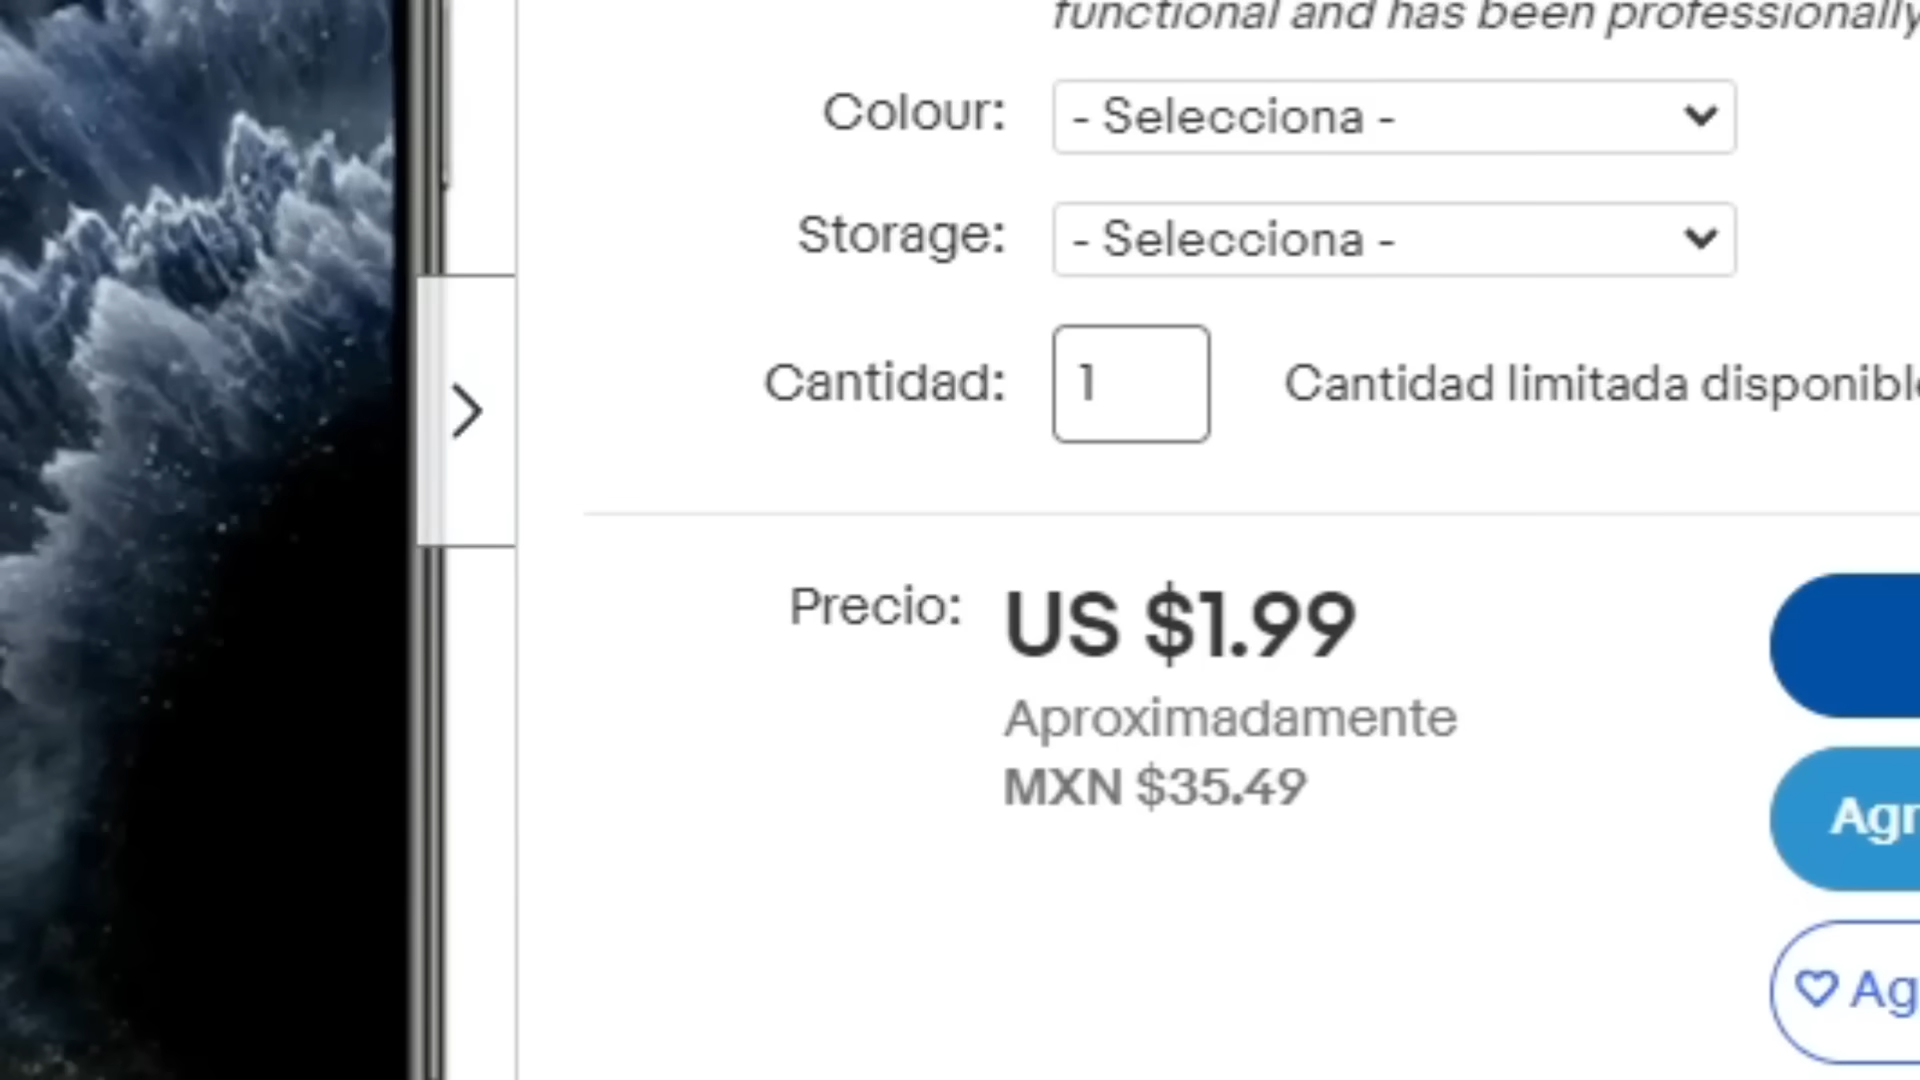 functional and has been professionally
Colour: - Selecciona -
Storage: - Selecciona -
Cantidad: 1 Cantidad limitada
Precio: US $1.99
Aproximadamente
MXN $35.49